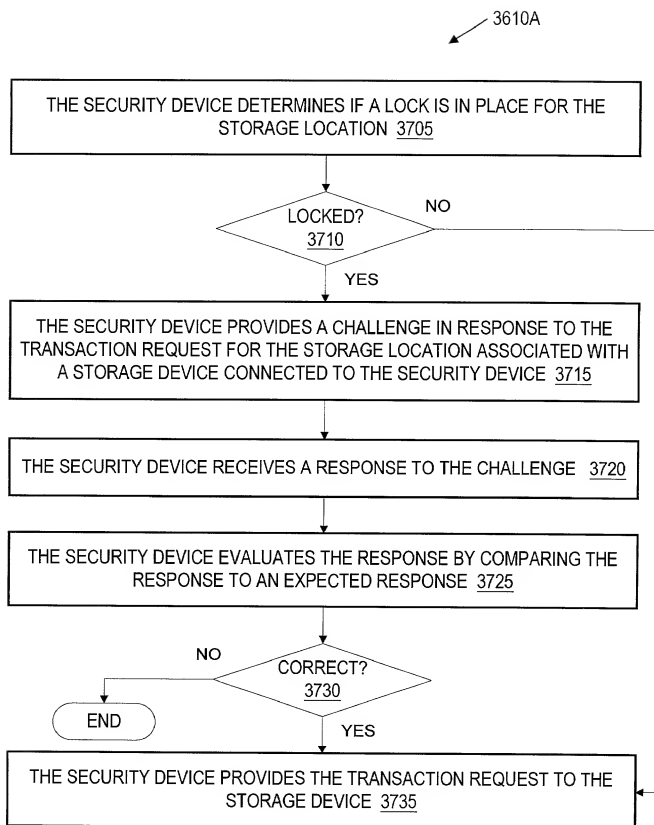 3610A
THE SECURITY DEVICE DETERMINES IF A LOCK IS IN PLACE FOR THE
STORAGE LOCATION 3705
LOCKED?
3710
NO
YES
THE SECURITY DEVICE PROVIDES A CHALLENGE IN RESPONSE TO THE
TRANSACTION REQUEST FOR THE STORAGE LOCATION ASSOCIATED WITH
A STORAGE DEVICE CONNECTED TO THE SECURITY DEVICE 3715
THE SECURITY DEVICE RECEIVES A RESPONSE TO THE CHALLENGE 3720
THE SECURITY DEVICE EVALUATES THE RESPONSE BY COMPARING THE
RESPONSE TO AN EXPECTED RESPONSE 3725
NO
CORRECT?
3730
END
YES
THE SECURITY DEVICE PROVIDES THE TRANSACTION REQUEST TO THE
STORAGE DEVICE 3735